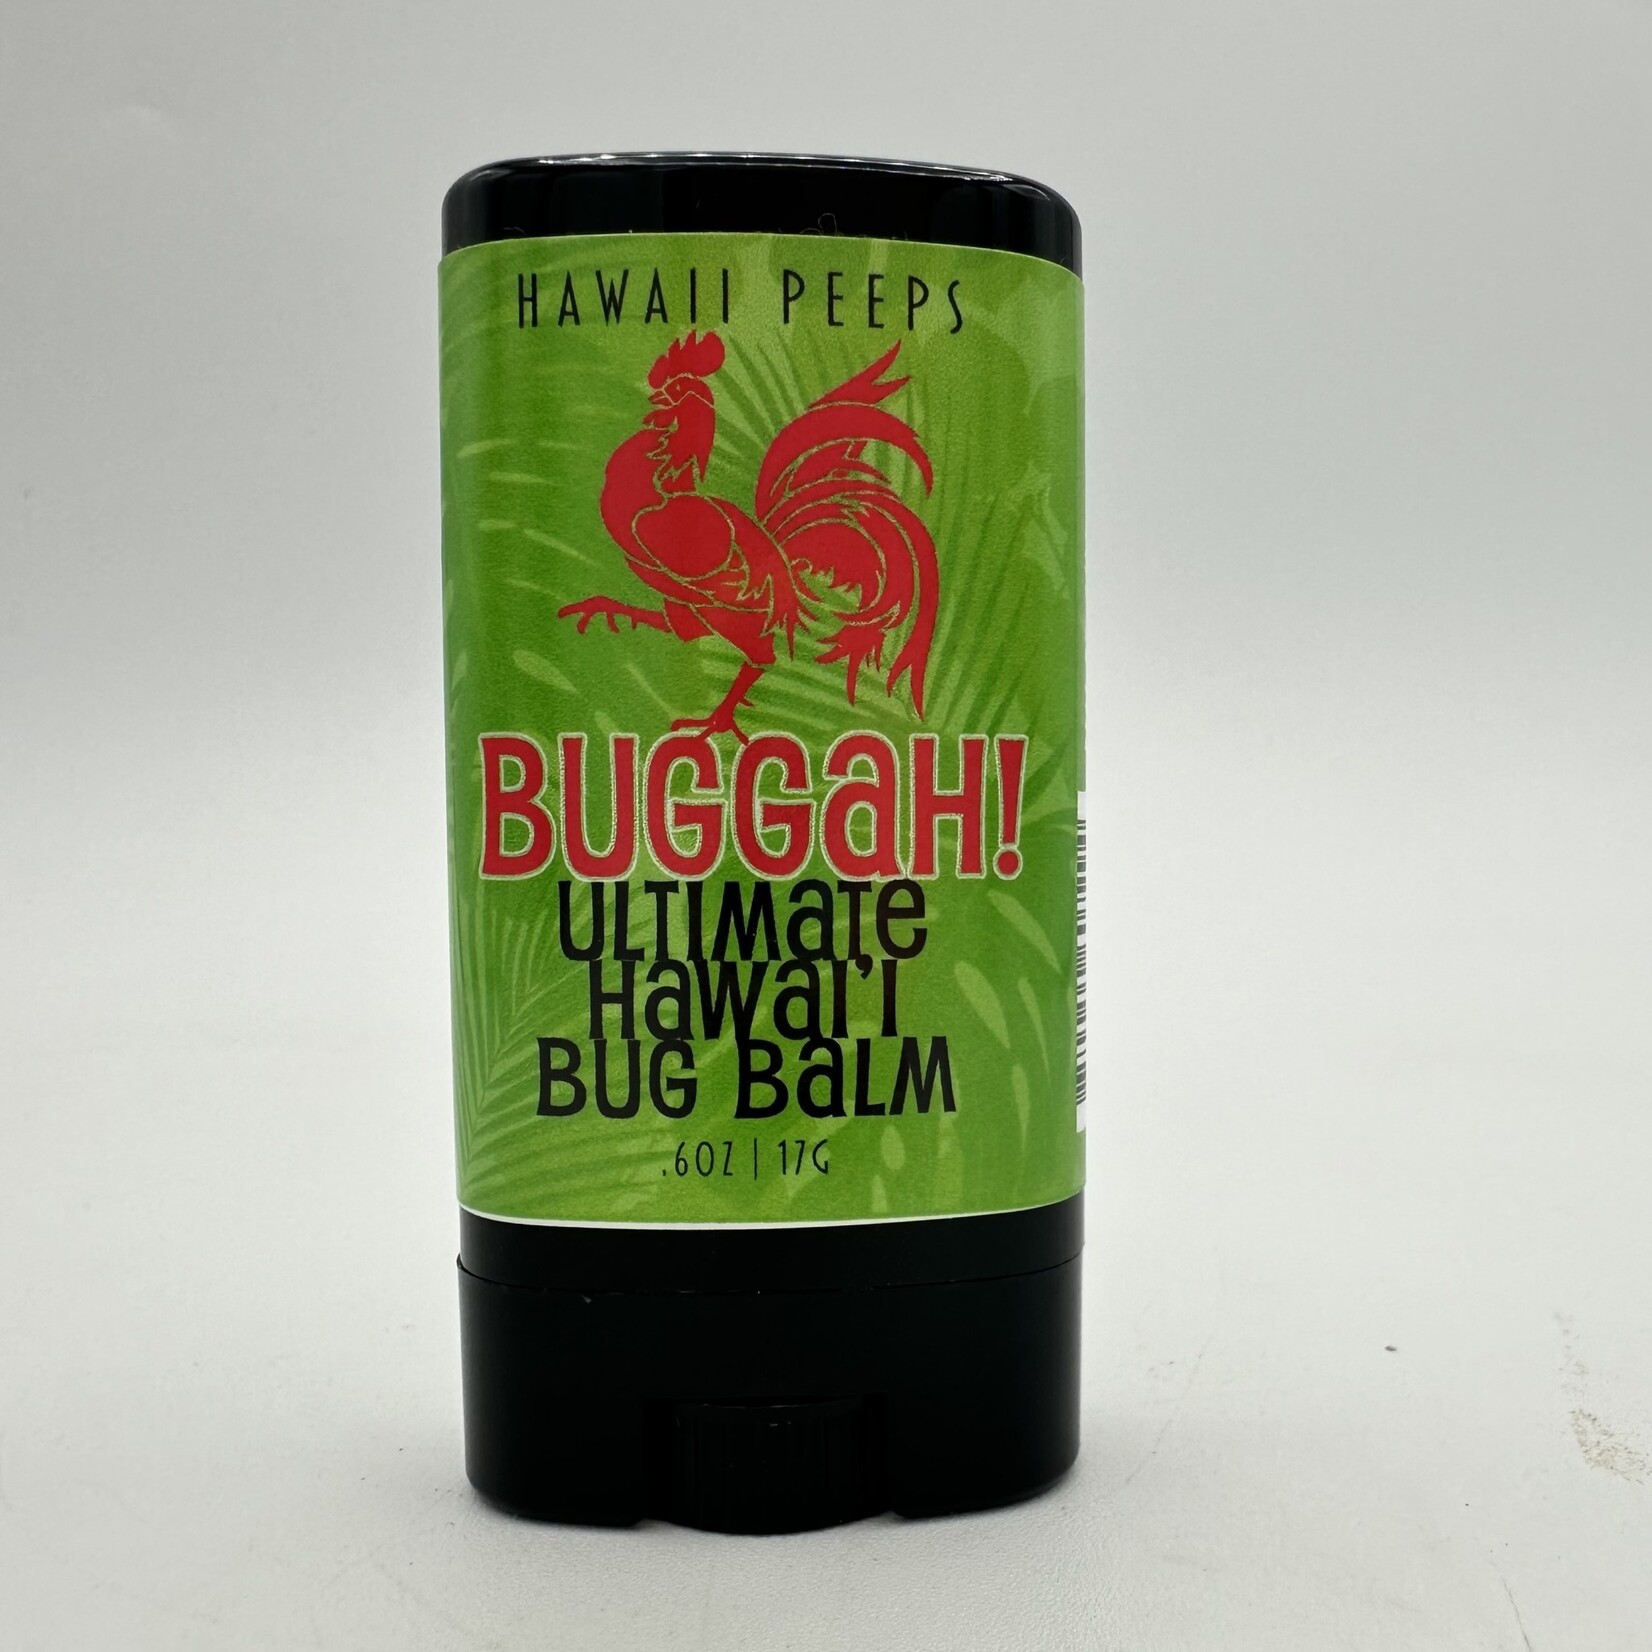 HAWAII PEEPS
BUGGaH!
ULTIMaTe
HaWaI'I
BUG BaLM
.6OZ | 17G